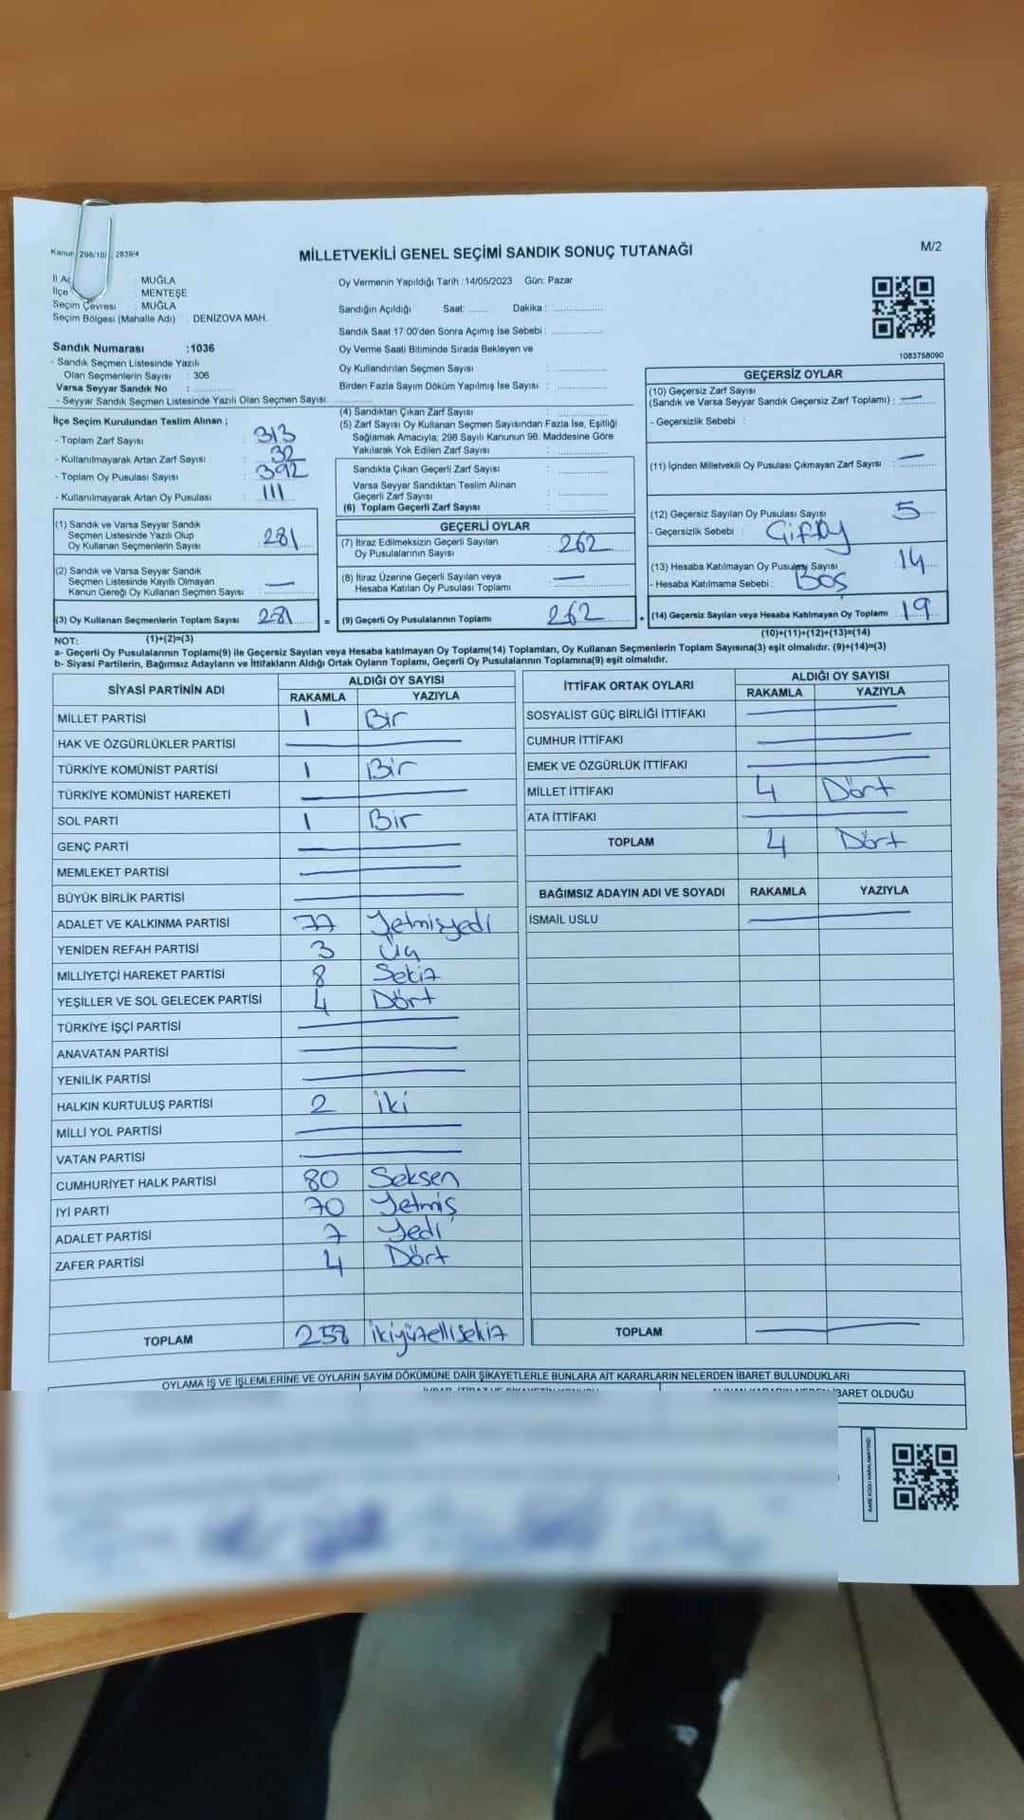 Kanun 298/10 , 2839/4
MİLLETVEKİLİ GENEL SEÇİMİ SANDIK SONUÇ TUTANAĞI
M/2
İl A : MUĞLA
İlçe : MENTEŞE
Seçim Çevresi : MUĞLA
Seçim Bölgesi (Mahalle Adı) : DENİZOVA MAH.
Oy Vermenin Yapıldığı Tarih : 14/05/2023 Gün: Pazar
Sandığın Açıldığı Saat: ........ Dakika : ................
Sandık Saat 17:00'den Sonra Açımış İse Sebebi : ................
Oy Verme Saati Bitiminde Sırada Bekleyen ve
Oy Kullandırılan Seçmen Sayısı : ................
Birden Fazla Sayım Döküm Yapılmış İse Sayısı : ................
1083758090
Sandık Numarası :1036
- Sandık Seçmen Listesinde Yazılı
Olan Seçmenlerin Sayısı : 306
Varsa Seyyar Sandık No : ................
- Seyyar Sandık Seçmen Listesinde Yazılı Olan Seçmen Sayısı: ................
İlçe Seçim Kurulundan Teslim Alınan ;
- Toplam Zarf Sayısı : 313
- Kullanılmayarak Artan Zarf Sayısı : 32
- Toplam Oy Pusulası Sayısı : 392
- Kullanılmayarak Artan Oy Pusulası : 111
(1) Sandık ve Varsa Seyyar Sandık
Seçmen Listesinde Yazılı Olup
Oy Kullanan Seçmenlerin Sayısı : 281
(2) Sandık ve Varsa Seyyar Sandık
Seçmen Listesinde Kayıtlı Olmayan
Kanun Gereği Oy Kullanan Seçmen Sayısı : —
(3) Oy Kullanan Seçmenlerin Toplam Sayısı 281 =
(4) Sandıktan Çıkan Zarf Sayısı : ................
(5) Zarf Sayısı Oy Kullanan Seçmen Sayısından Fazla İse, Eşitliği
Sağlamak Amacıyla; 298 Sayılı Kanunun 98. Maddesine Göre
Yakılarak Yok Edilen Zarf Sayısı : ................
Sandıkta Çıkan Geçerli Zarf Sayısı : ................
Varsa Seyyar Sandıktan Teslim Alınan
Geçerli Zarf Sayısı : ................
(6) Toplam Geçerli Zarf Sayısı : ................
GEÇERLİ OYLAR
(7) İtiraz Edilmeksizin Geçerli Sayılan
Oy Pusulalarının Sayısı : 262
(8) İtiraz Üzerine Geçerli Sayılan veya
Hesaba Katılan Oy Pusulası Toplamı : —
(9) Geçerli Oy Pusulalarının Toplamı 262 +
GEÇERSİZ OYLAR
(10) Geçersiz Zarf Sayısı
(Sandık ve Varsa Seyyar Sandık Geçersiz Zarf Toplamı) : —
- Geçersizlik Sebebi :
(11) İçinden Milletvekili Oy Pusulası Çıkmayan Zarf Sayısı : —
(12) Geçersiz Sayılan Oy Pusulası Sayısı : 5
- Geçersizlik Sebebi :
(13) Hesaba Katılmayan Oy Pusulası Sayısı : 14
- Hesaba Katılmama Sebebi : Boş
(14) Geçersiz Sayılan veya Hesaba Katılmayan Oy Toplamı : 19
NOT: (1)+(2)=(3)
(10)+(11)+(12)+(13)=(14)
a- Geçerli Oy Pusulalarının Toplamı(9) ile Geçersiz Sayılan veya Hesaba katılmayan Oy Toplamı(14) Toplamları, Oy Kullanan Seçmenlerin Toplam Sayısına(3) eşit olmalıdır. (9)+(14)=(3)
b- Siyasi Partilerin, Bağımsız Adayların ve İttifakların Aldığı Ortak Oyların Toplamı, Geçerli Oy Pusulalarının Toplamına(9) eşit olmalıdır.
SİYASİ PARTİNİN ADI ALDIĞI OY SAYISI
RAKAMLA YAZIYLA
MİLLET PARTİSİ 1 Bir
HAK VE ÖZGÜRLÜKLER PARTİSİ —
TÜRKİYE KOMÜNİST PARTİSİ 1 Bir
TÜRKİYE KOMÜNİST HAREKETİ —
SOL PARTİ 1 Bir
GENÇ PARTİ —
MEMLEKET PARTİSİ —
BÜYÜK BİRLİK PARTİSİ —
ADALET VE KALKINMA PARTİSİ 77 Yetmişyedi
YENİDEN REFAH PARTİSİ 3 Üç
MİLLİYETÇİ HAREKET PARTİSİ 8 Sekiz
YEŞİLLER VE SOL GELECEK PARTİSİ 4 Dört
TÜRKİYE İŞÇİ PARTİSİ —
ANAVATAN PARTİSİ —
YENİLİK PARTİSİ —
HALKIN KURTULUŞ PARTİSİ 2 iki
MİLLİ YOL PARTİSİ —
VATAN PARTİSİ —
CUMHURİYET HALK PARTİSİ 80 Seksen
İYİ PARTİ 70 Yetmiş
ADALET PARTİSİ 7 Yedi
ZAFER PARTİSİ 4 Dört
TOPLAM 258 ikiyüzellisekiz
İTTİFAK ORTAK OYLARI ALDIĞI OY SAYISI
RAKAMLA YAZIYLA
SOSYALİST GÜÇ BİRLİĞİ İTTİFAKI —
CUMHUR İTTİFAKI —
EMEK VE ÖZGÜRLÜK İTTİFAKI —
MİLLET İTTİFAKI 4 Dört
ATA İTTİFAKI —
TOPLAM 4 Dört
BAĞIMSIZ ADAYIN ADI VE SOYADI RAKAMLA YAZIYLA
İSMAİL USLU —
TOPLAM —
OYLAMA İŞ VE İŞLEMLERİNE VE OYLARIN SAYIM DÖKÜMÜNE DAİR ŞİKAYETLERLE BUNLARA AİT KARARLARIN NELERDEN İBARET BULUNDUKLARI
İBARET OLDUĞU